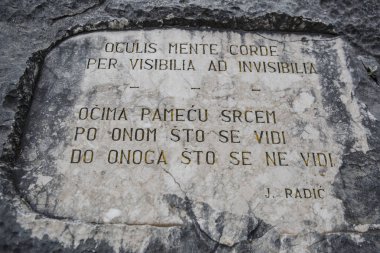 OCULIS MENTE CORDE
PER VISIBILIA AD INVISIBILIA
– – –
OČIMA PAMEĆU SRCEM
PO ONOM ŠTO SE VIDI
DO ONOGA ŠTO SE NE VIDI
J. RADIĆ